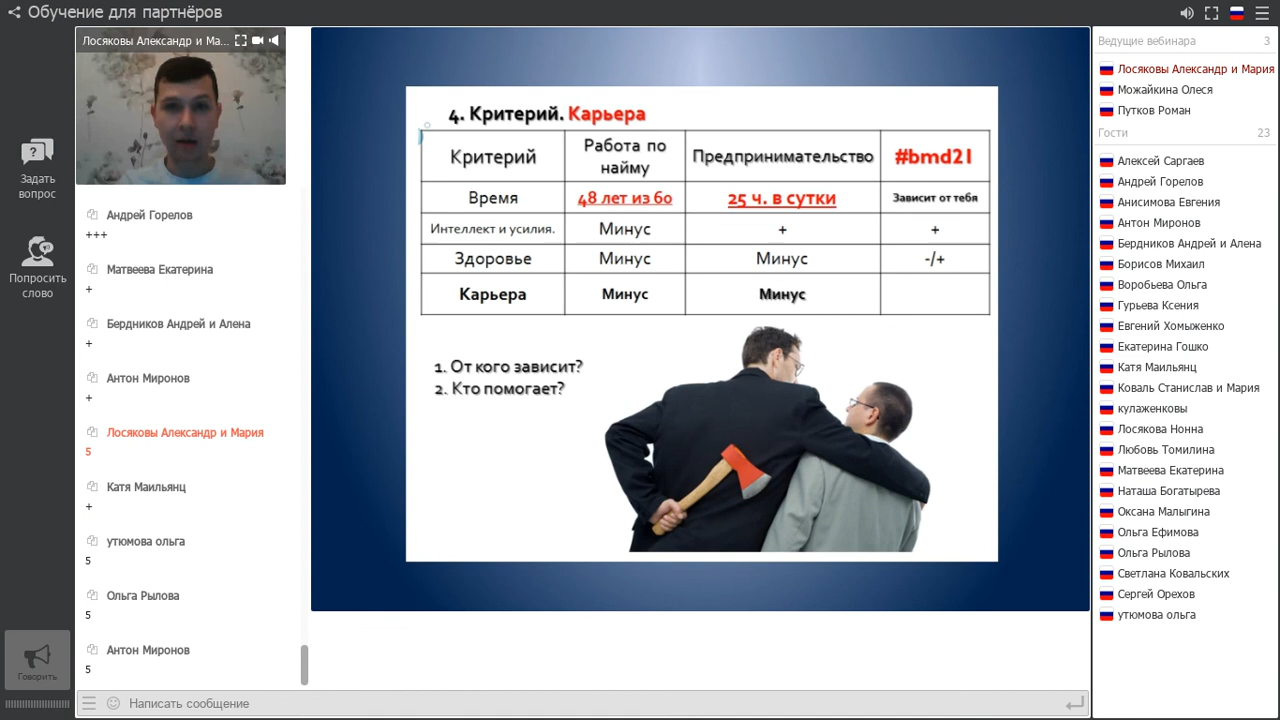 Обучение для партнёров
Лосяковы Александр и Ма...
Задать
вопрос
Попросить
слово
Говорить
Андрей Горелов
+++
Матвеева Екатерина
+
Бердников Андрей и Алена
+
Антон Миронов
+
Лосяковы Александр и Мария
5
Катя Маильянц
+
утюмова ольга
5
Ольга Рылова
5
Антон Миронов
5
Написать сообщение
4. Критерий. Карьера
Критерий
Работа по
найму
Предпринимательство
#bmd21
Время
48 лет из 60
25 ч. в сутки
Зависит от тебя
Интеллект и усилия.
Минус
+
+
Здоровье
Минус
Минус
-/+
Карьера
Минус
Минус
1. От кого зависит?
2. Кто помогает?
Ведущие вебинара 3
Лосяковы Александр и Мария
Можайкина Олеся
Путков Роман
Гости 23
Алексей Саргаев
Андрей Горелов
Анисимова Евгения
Антон Миронов
Бердников Андрей и Алена
Борисов Михаил
Воробьева Ольга
Гурьева Ксения
Евгений Хомыженко
Екатерина Гошко
Катя Маильянц
Коваль Станислав и Мария
кулаженковы
Лосякова Нонна
Любовь Томилина
Матвеева Екатерина
Наташа Богатырева
Оксана Малыгина
Ольга Ефимова
Ольга Рылова
Светлана Ковальских
Сергей Орехов
утюмова ольга